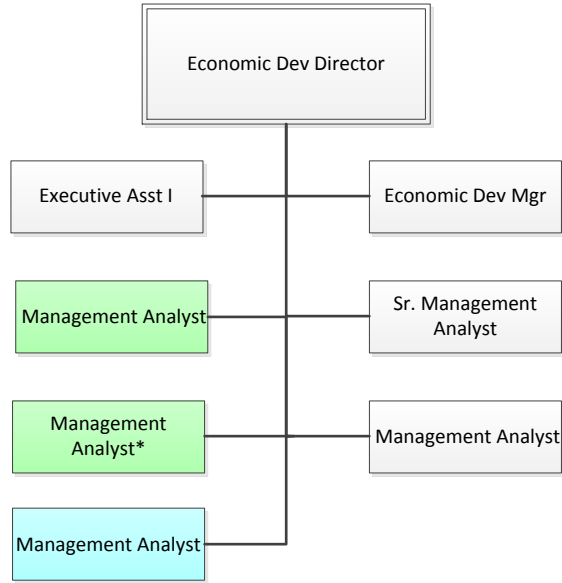 Economic Dev Director
Executive Asst I
Economic Dev Mgr
Management Analyst
Sr. Management
Analyst
Management
Analyst*
Management Analyst
Management Analyst